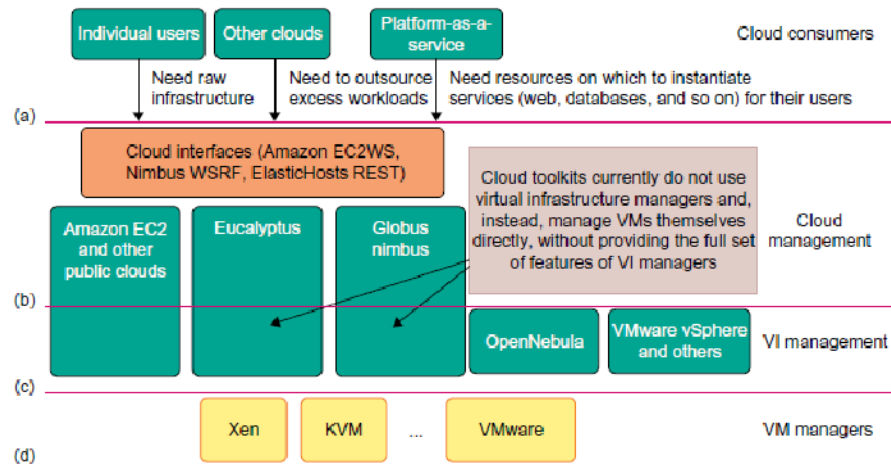 Individual users
Other clouds
Platform-as-a-
service
Cloud consumers
Need raw
infrastructure
Need to outsource
excess workloads
Need resources on which to instantiate
services (web, databases, and so on) for their users
(a)
Cloud interfaces (Amazon EC2WS,
Nimbus WSRF, ElasticHosts REST)
Cloud toolkits currently do not use
virtual infrastructure managers and,
instead, manage VMs themselves
directly, without providing the full set
of features of VI managers
Cloud
management
Amazon EC2
and other
public clouds
Eucalyptus
Globus
nimbus
(b)
OpenNebula
VMware vSphere
and others
VI management
(c)
Xen
KVM
...
VMware
VM managers
(d)